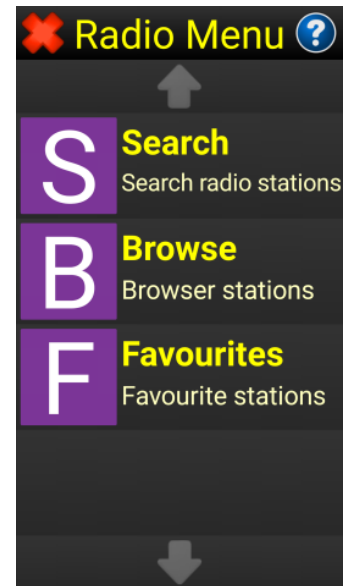 Radio Menu ?
S
Search
Search radio stations
B
Browse
Browser stations
F
Favourites
Favourite stations